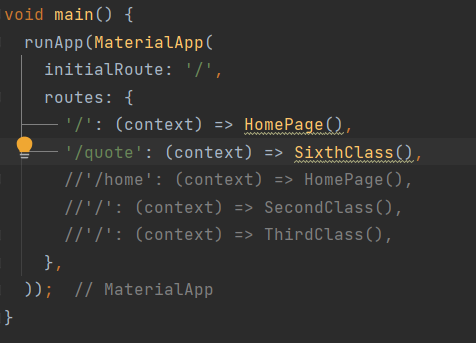 void main() {
  runApp(MaterialApp(
    initialRoute: '/',
    routes: {
      '/': (context) => HomePage(),
      '/quote': (context) => SixthClass(),
      //'/home': (context) => HomePage(),
      //'/': (context) => SecondClass(),
      //'/': (context) => ThirdClass(),
    },
  ));  // MaterialApp
}